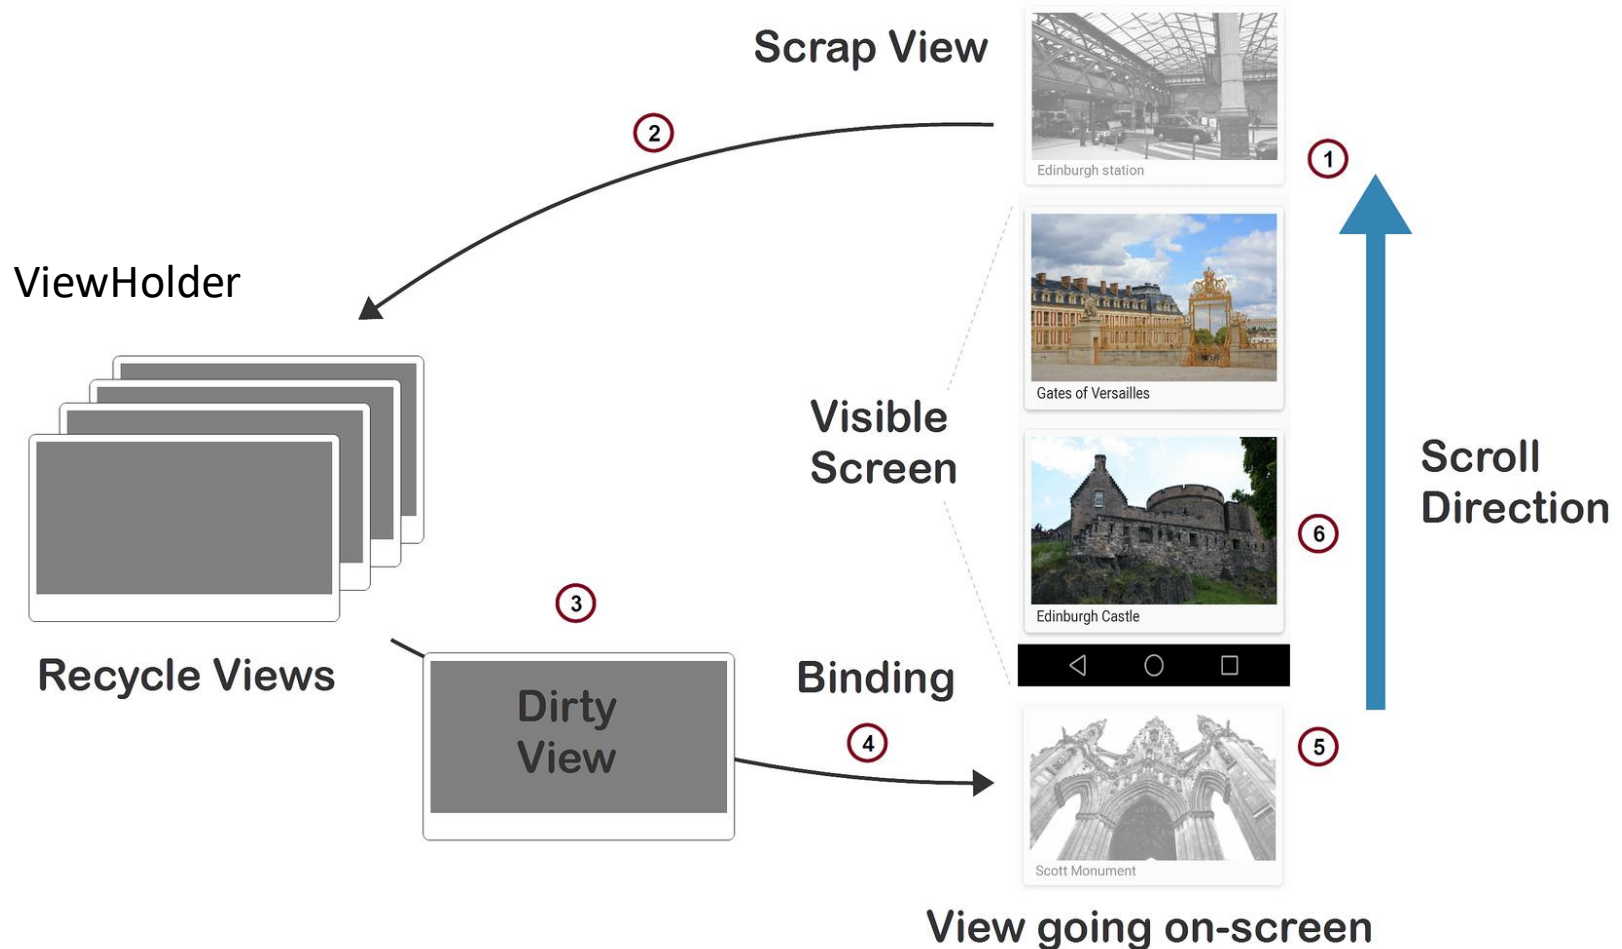 Scrap View
2
1
Edinburgh station
ViewHolder
Gates of Versailles
Visible
Screen
Scroll
Direction
6
Edinburgh Castle
3
Recycle Views
Dirty
View
Binding
4
5
Scott Monument
View going on-screen